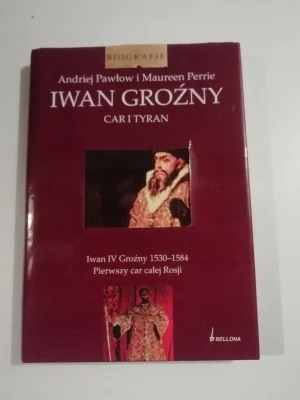 BIOGRAFIE
Andriej Pawłow i Maureen Perrie
IWAN GROŹNY
CAR I TYRAN
Iwan IV Groźny 1530–1584
Pierwszy car całej Rosji
BELLONA